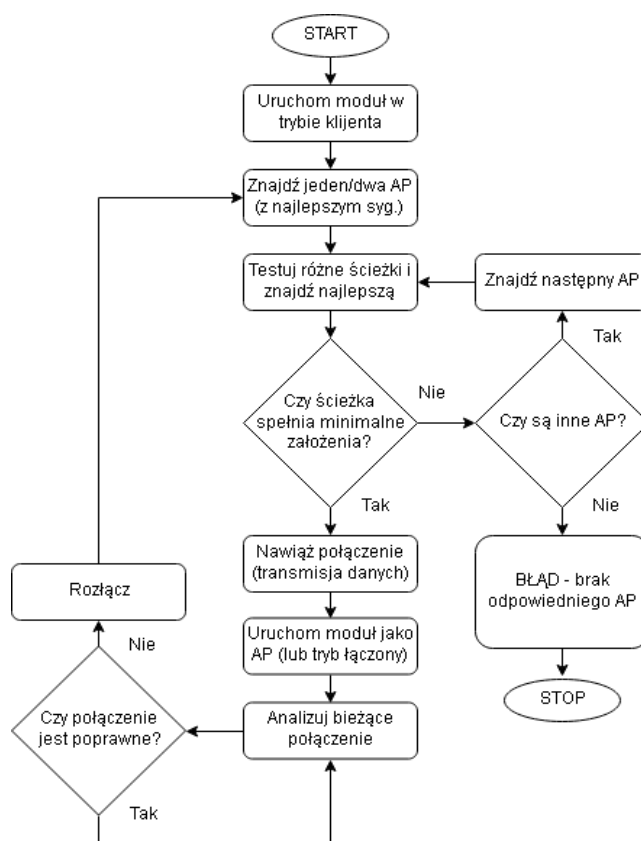 START
Uruchom moduł w
trybie klijenta
Znajdź jeden/dwa AP
(z najlepszym syg.)
Testuj różne ścieżki i
znajdź najlepszą
Znajdź następny AP
Tak
Czy ścieżka
spełnia minimalne
założenia?
Nie
Czy są inne AP?
Tak
Nie
Nawiąż połączenie
(transmisja danych)
BŁĄD - brak
odpowiedniego AP
Rozłącz
Uruchom moduł jako
AP (lub tryb łączony)
Nie
STOP
Czy połączenie
jest poprawne?
Analizuj bieżące
połączenie
Tak